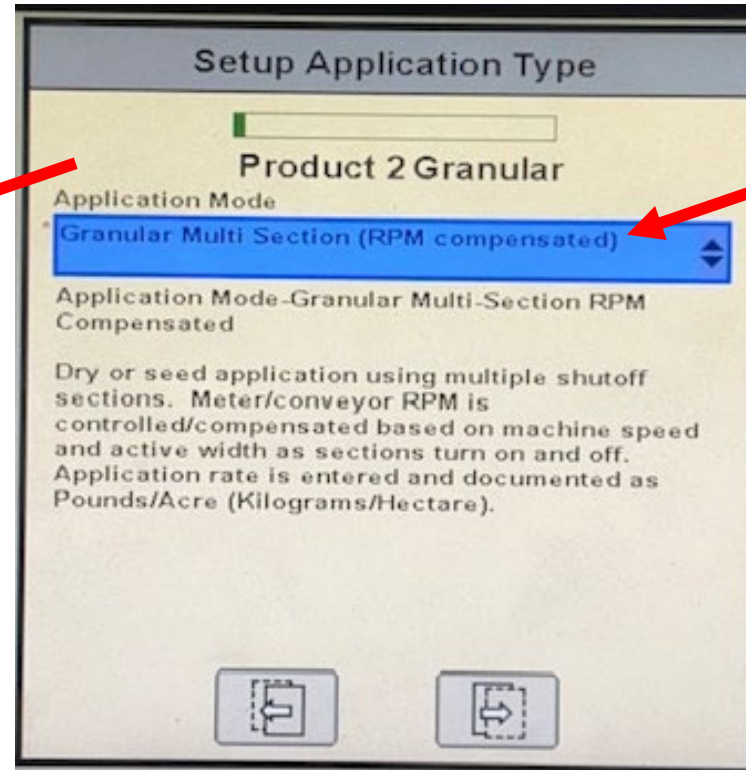 Setup Application Type
Product 2 Granular
Application Mode
Granular Multi Section (RPM compensated)
Application Mode-Granular Multi-Section RPM
Compensated
Dry or seed application using multiple shutoff
sections. Meter/conveyor RPM is
controlled/compensated based on machine speed
and active width as sections turn on and off.
Application rate is entered and documented as
Pounds/Acre (Kilograms/Hectare).